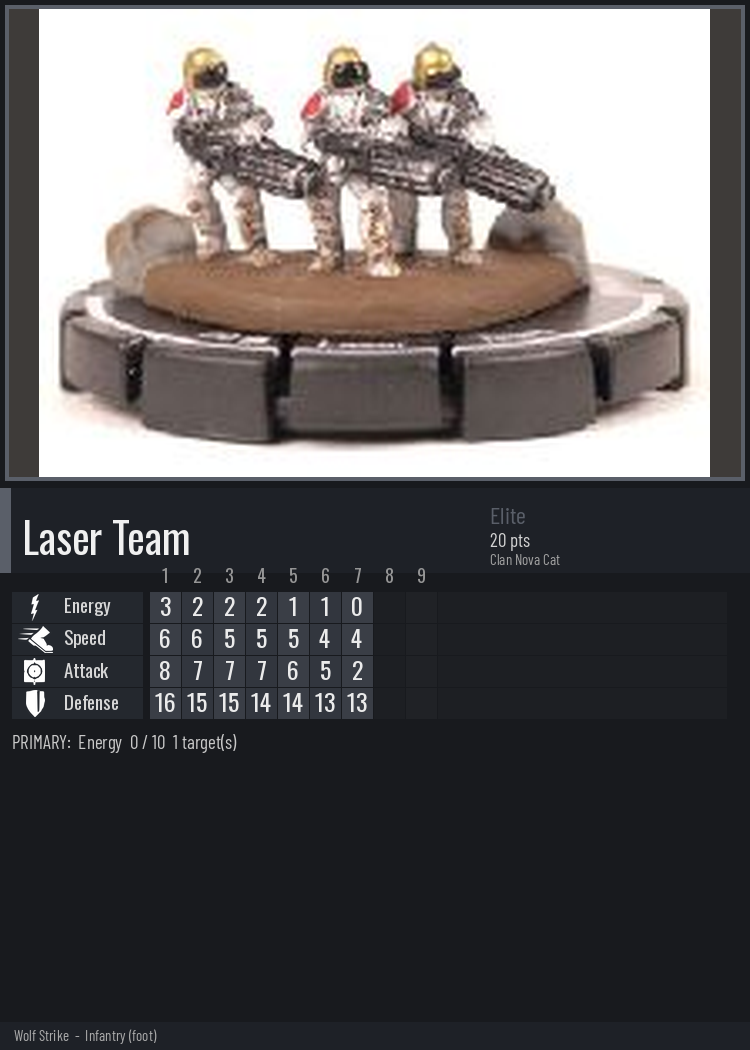 Laser Team
Elite
20 pts
Clan Nova Cat
1 2 3 4 5 6 7 8 9
Energy 3 2 2 2 1 1 0
Speed 6 6 5 5 5 4 4
Attack 8 7 7 7 6 5 2
Defense 16 15 15 14 14 13 13
PRIMARY: Energy 0 / 10 1 target(s)
Wolf Strike - Infantry (foot)